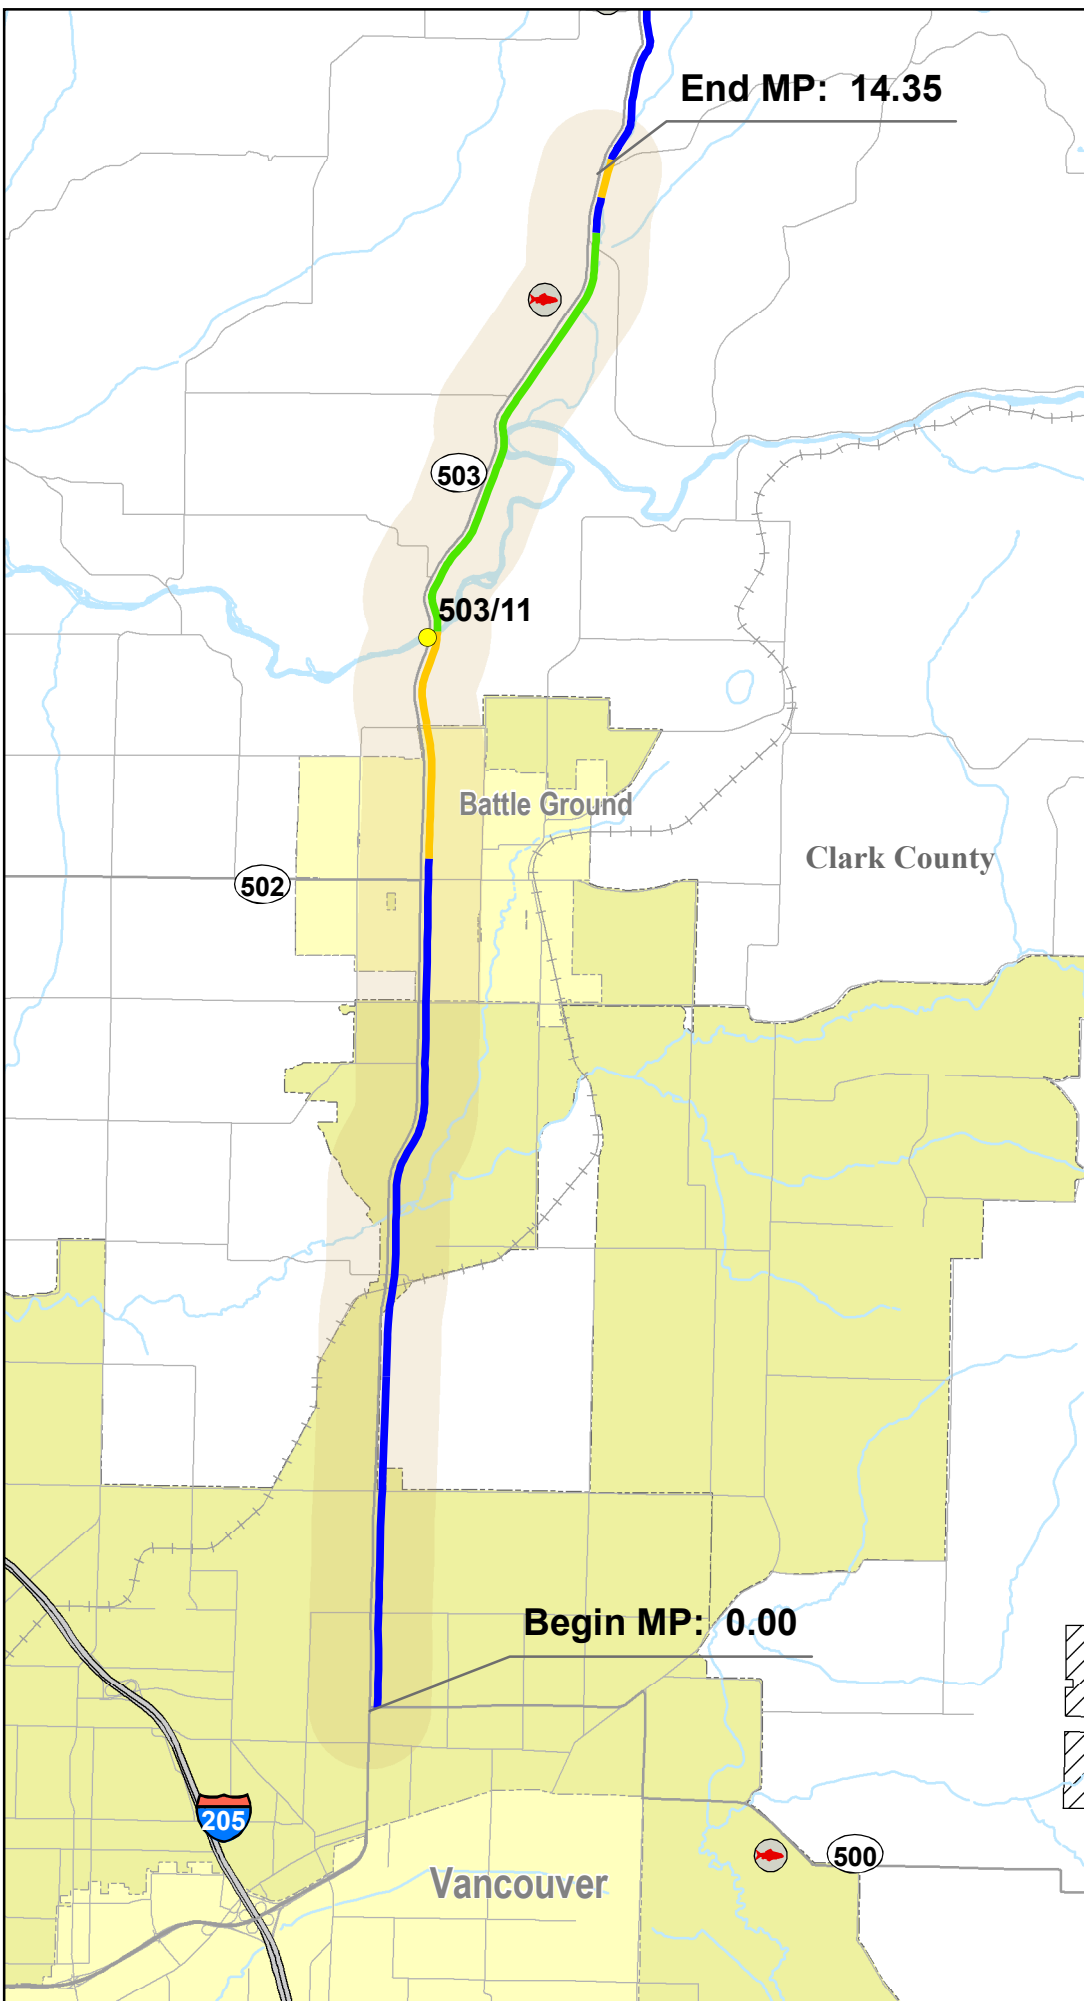 End MP: 14.35
503
503/11
Battle Ground
Clark County
502
Begin MP: 0.00
205
500
Vancouver